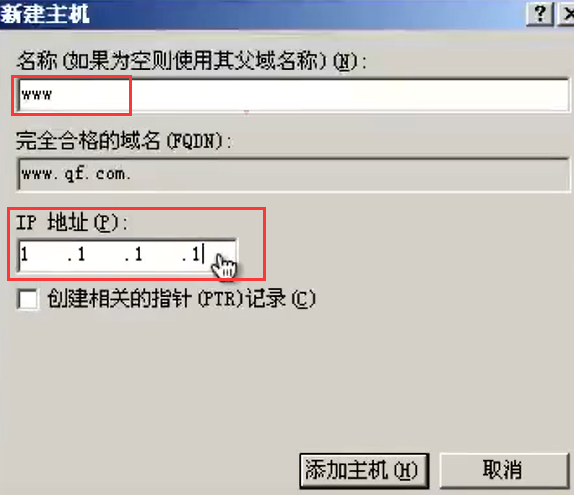 新建主机
名称(如果为空则使用其父域名称)(N):
www
完全合格的域名(FQDN):
www.qf.com.
IP 地址(P):
1 .1 .1 .1
创建相关的指针(PTR)记录(C)
添加主机(H) 取消